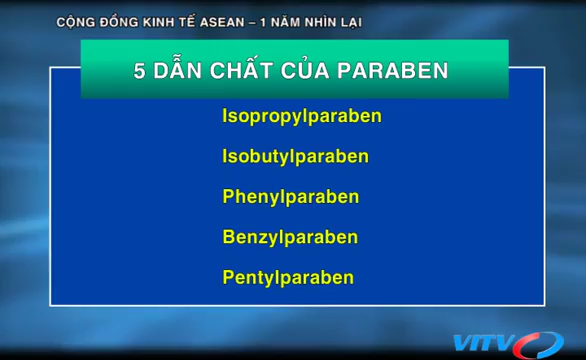 CỘNG ĐỒNG KINH TẾ ASEAN – 1 NĂM NHÌN LẠI
5 DẪN CHẤT CỦA PARABEN
Isopropylparaben
Isobutylparaben
Phenylparaben
Benzylparaben
Pentylparaben
VITV